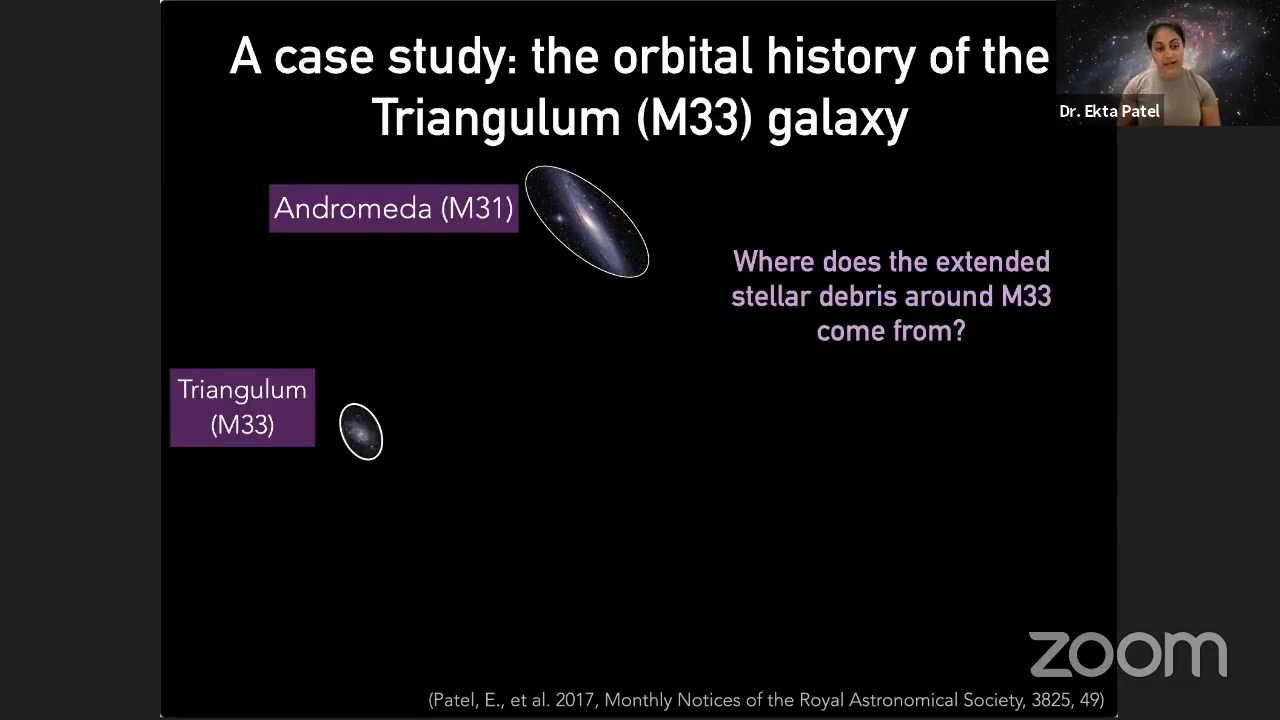 A case study: the orbital history of the
Triangulum (M33) galaxy
Dr. Ekta Patel
Andromeda (M31)
Where does the extended
stellar debris around M33
come from?
Triangulum
(M33)
zoom
(Patel, E., et al. 2017, Monthly Notices of the Royal Astronomical Society, 3825, 49)